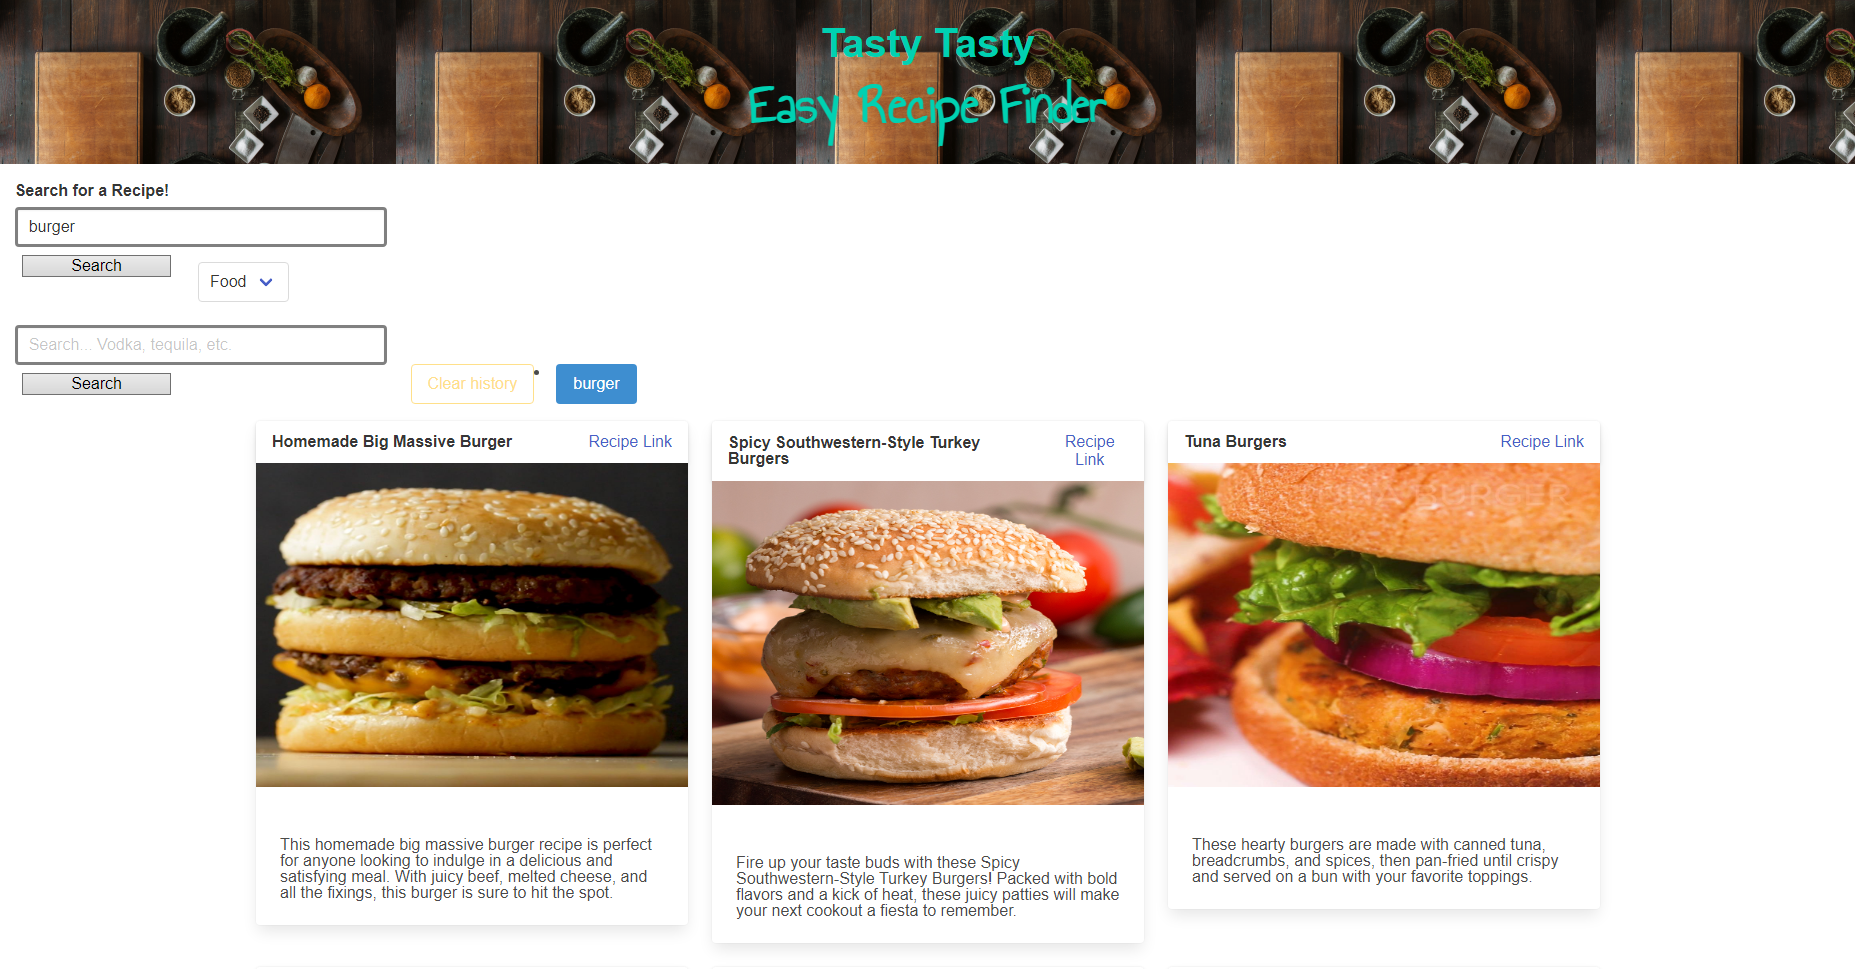 Tasty Tasty
Easy Recipe Finder
Search for a Recipe!
burger
Search
Food
Search... Vodka, tequila, etc.
Search
Clear history
burger
Homemade Big Massive Burger
Recipe Link
This homemade big massive burger recipe is perfect
for anyone looking to indulge in a delicious and
satisfying meal. With juicy beef, melted cheese, and
all the fixings, this burger is sure to hit the spot.
Spicy Southwestern-Style Turkey
Burgers
Recipe
Link
Fire up your taste buds with these Spicy
Southwestern-Style Turkey Burgers! Packed with bold
flavors and a kick of heat, these juicy patties will make
your next cookout a fiesta to remember.
Tuna Burgers
Recipe Link
These hearty burgers are made with canned tuna,
breadcrumbs, and spices, then pan-fried until crispy
and served on a bun with your favorite toppings.